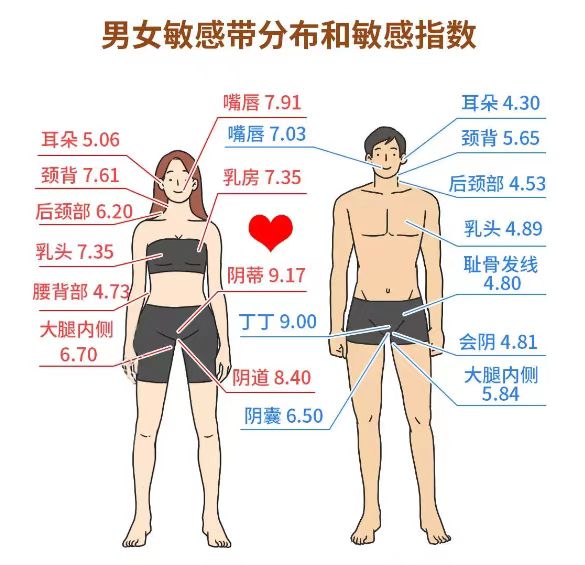 男女敏感带分布和敏感指数
嘴唇 7.91
耳朵 5.06
颈背 7.61
后颈部 6.20
乳房 7.35
乳头 7.35
腰背部 4.73
阴蒂 9.17
大腿内侧
6.70
阴道 8.40
嘴唇 7.03
耳朵 4.30
颈背 5.65
后颈部 4.53
乳头 4.89
耻骨发线
4.80
丁丁 9.00
会阴 4.81
大腿内侧
5.84
阴囊 6.50